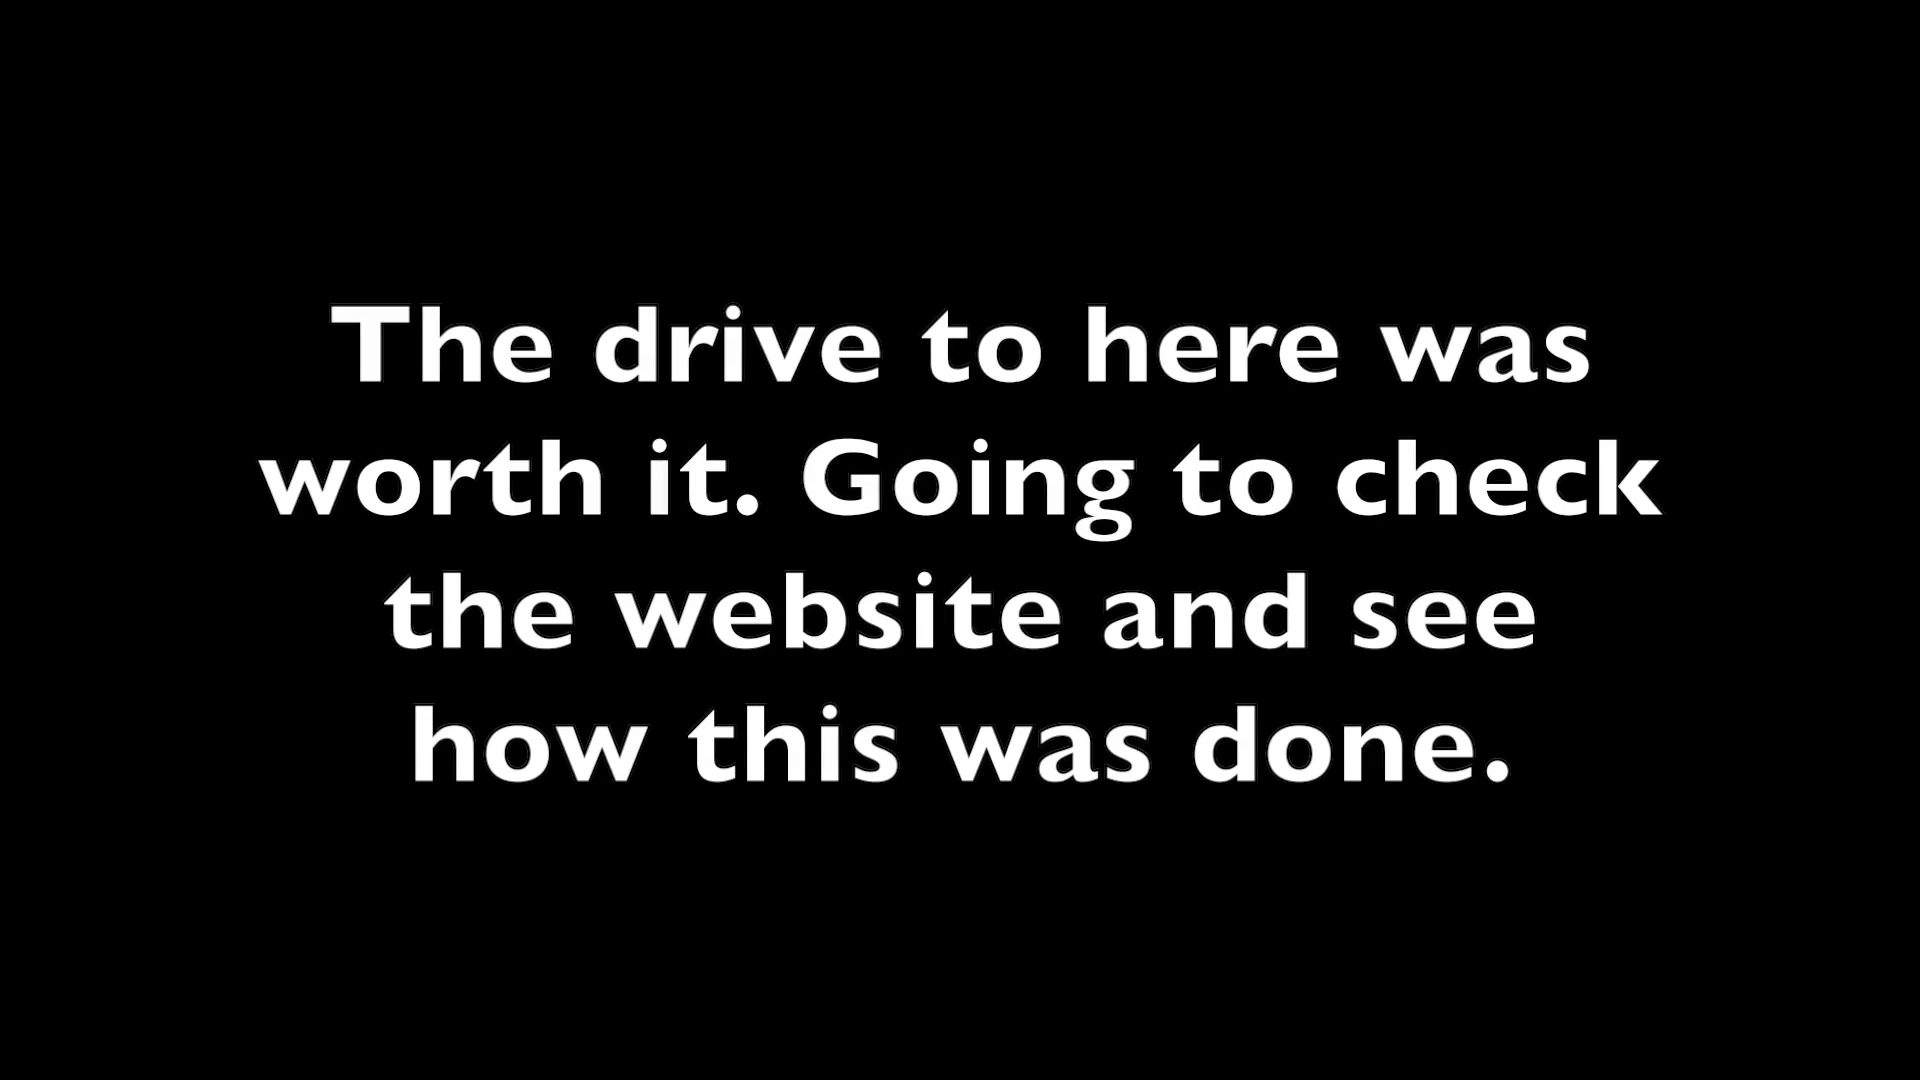 The drive to here was
worth it. Going to check
the website and see
how this was done.